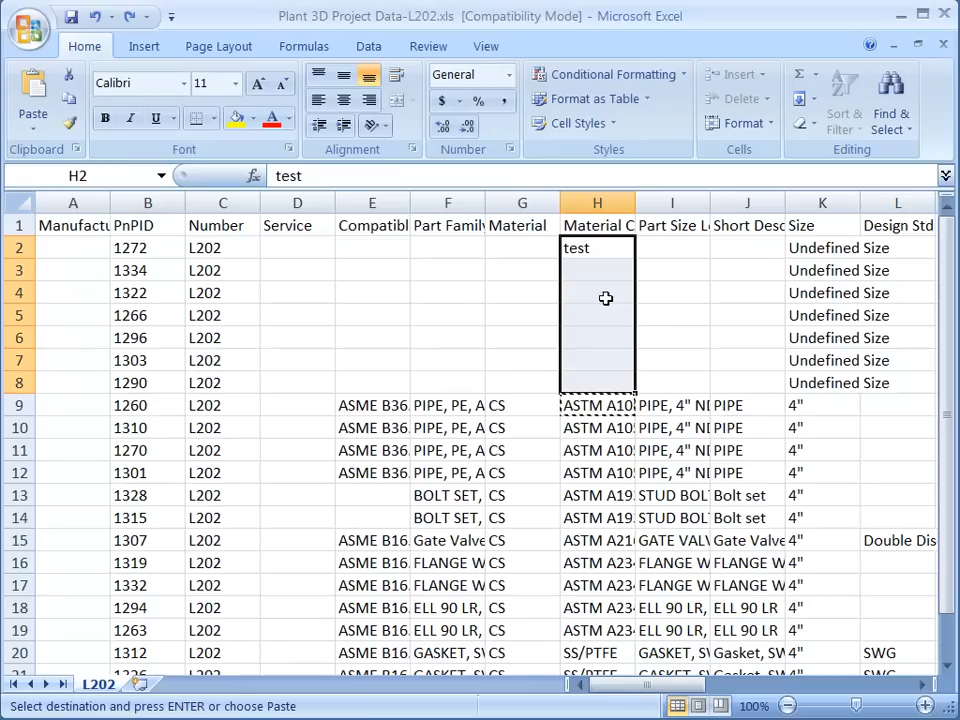 Plant 3D Project Data-L202.xls [Compatibility Mode] - Microsoft Excel
Home Insert Page Layout Formulas Data Review View
Calibri 11 General Conditional Formatting Insert
Paste B I U $ % , Format as Table Delete Sort & Find &
Cell Styles Format Filter Select
Clipboard Font Alignment Number Styles Cells Editing
H2 fx test
A B C D E F G H I J K L
1 Manufactu PnPID Number Service Compatibl Part Family Material Material C Part Size L Short Desc Size Design Std
2 1272 L202 test Undefined Size
3 1334 L202 Undefined Size
4 1322 L202 Undefined Size
5 1266 L202 Undefined Size
6 1296 L202 Undefined Size
7 1303 L202 Undefined Size
8 1290 L202 Undefined Size
9 1260 L202 ASME B36. PIPE, PE, A CS ASTM A10 PIPE, 4" ND PIPE 4"
10 1310 L202 ASME B36. PIPE, PE, A CS ASTM A10 PIPE, 4" ND PIPE 4"
11 1270 L202 ASME B36. PIPE, PE, A CS ASTM A10 PIPE, 4" ND PIPE 4"
12 1301 L202 ASME B36. PIPE, PE, A CS ASTM A10 PIPE, 4" ND PIPE 4"
13 1328 L202 BOLT SET, CS ASTM A19 STUD BOLT Bolt set 4"
14 1315 L202 BOLT SET, CS ASTM A19 STUD BOLT Bolt set 4"
15 1307 L202 ASME B16. Gate Valve CS ASTM A21 GATE VALV Gate Valve 4" Double Dis
16 1319 L202 ASME B16. FLANGE W CS ASTM A234 FLANGE W FLANGE W 4"
17 1332 L202 ASME B16. FLANGE W CS ASTM A234 FLANGE W FLANGE W 4"
18 1294 L202 ASME B16. ELL 90 LR, CS ASTM A234 ELL 90 LR, ELL 90 LR 4"
19 1263 L202 ASME B16. ELL 90 LR, CS ASTM A234 ELL 90 LR, ELL 90 LR 4"
20 1312 L202 ASME B16. GASKET, SW CS SS/PTFE GASKET, SW Gasket, SW 4" SWG
L202
Select destination and press ENTER or choose Paste 100%